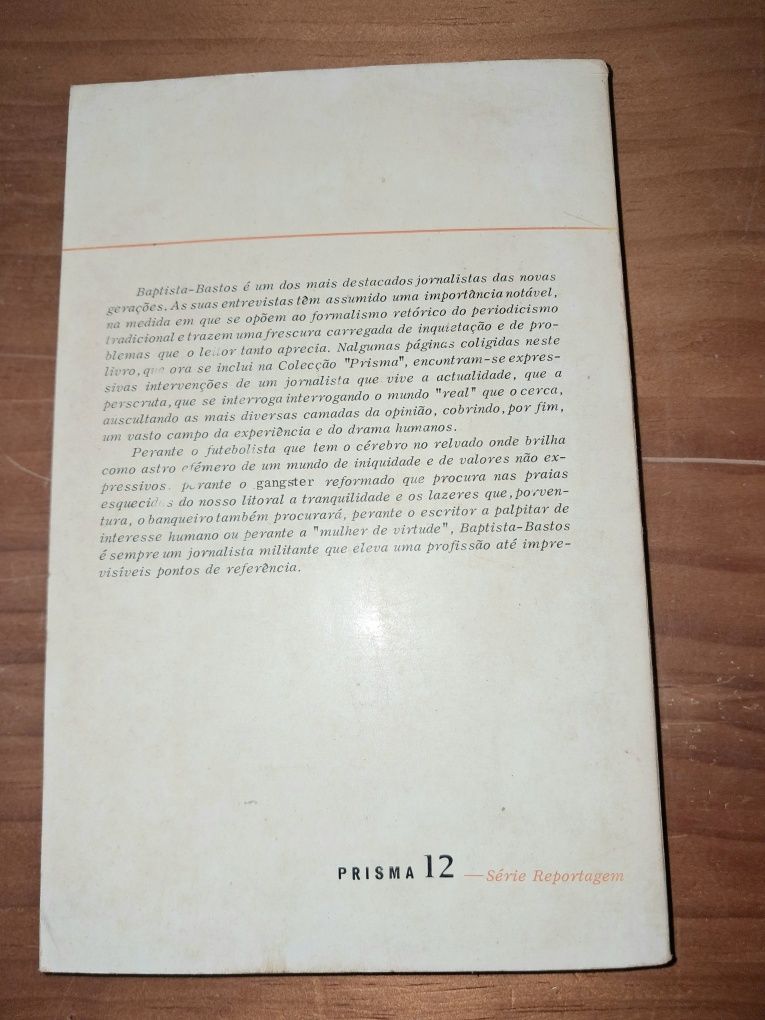 Baptista-Bastos é um dos mais destacados jornalistas das novas
gerações. As suas entrevistas têm assumido uma importância notável,
na medida em que se opõem ao formalismo retórico do periodicismo
tradicional e trazem uma frescura carregada de inquietação e de pro-
blemas que o leitor tanto aprecia. Nalgumas páginas coligidas neste
livro, que ora se inclui na Colecção "Prisma", encontram-se expres-
sivas intervenções de um jornalista que vive a actualidade, que a
perscruta, que se interroga interrogando o mundo "real" que o cerca,
auscultando as mais diversas camadas da opinião, cobrindo, por fim,
um vasto campo da experiência e do drama humanos.
Perante o futebolista que tem o cérebro no relvado onde brilha
como astro efémero de um mundo de iniquidade e de valores não ex-
pressivos, perante o gangster reformado que procura nas praias
esquecidas do nosso litoral a tranquilidade e os lazeres que, porven-
tura, o banqueiro também procurará, perante o escritor a palpitar de
interesse humano ou perante a "mulher de virtude", Baptista-Bastos
é sempre um jornalista militante que eleva uma profissão até impre-
visíveis pontos de referência.
PRISMA 12 — Série Reportagem